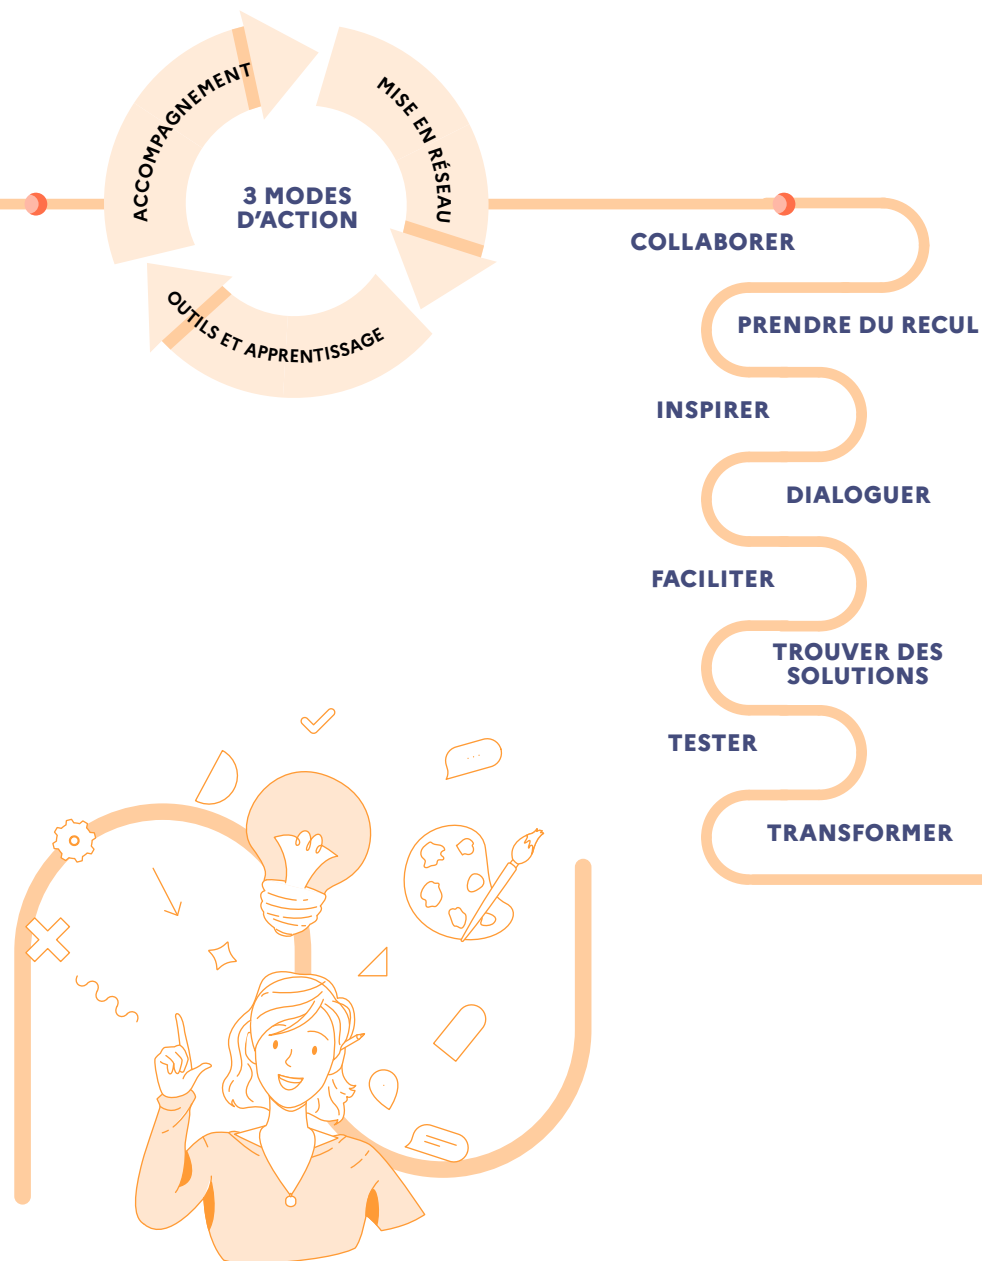 ACCOMPAGNEMENT
MISE EN RÉSEAU
OUTILS ET APPRENTISSAGE
3 MODES
D'ACTION
COLLABORER
PRENDRE DU RECUL
INSPIRER
DIALOGUER
FACILITER
TROUVER DES
SOLUTIONS
TESTER
TRANSFORMER